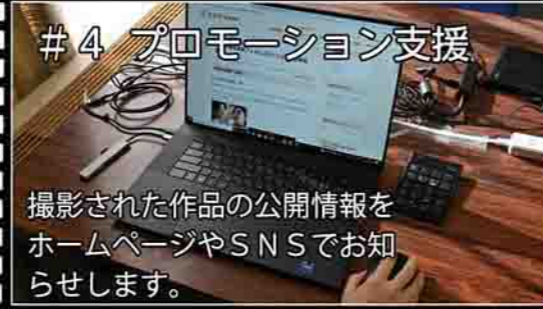 ＃４ プロモーション支援
撮影された作品の公開情報を
ホームページやＳＮＳでお知
らせします。